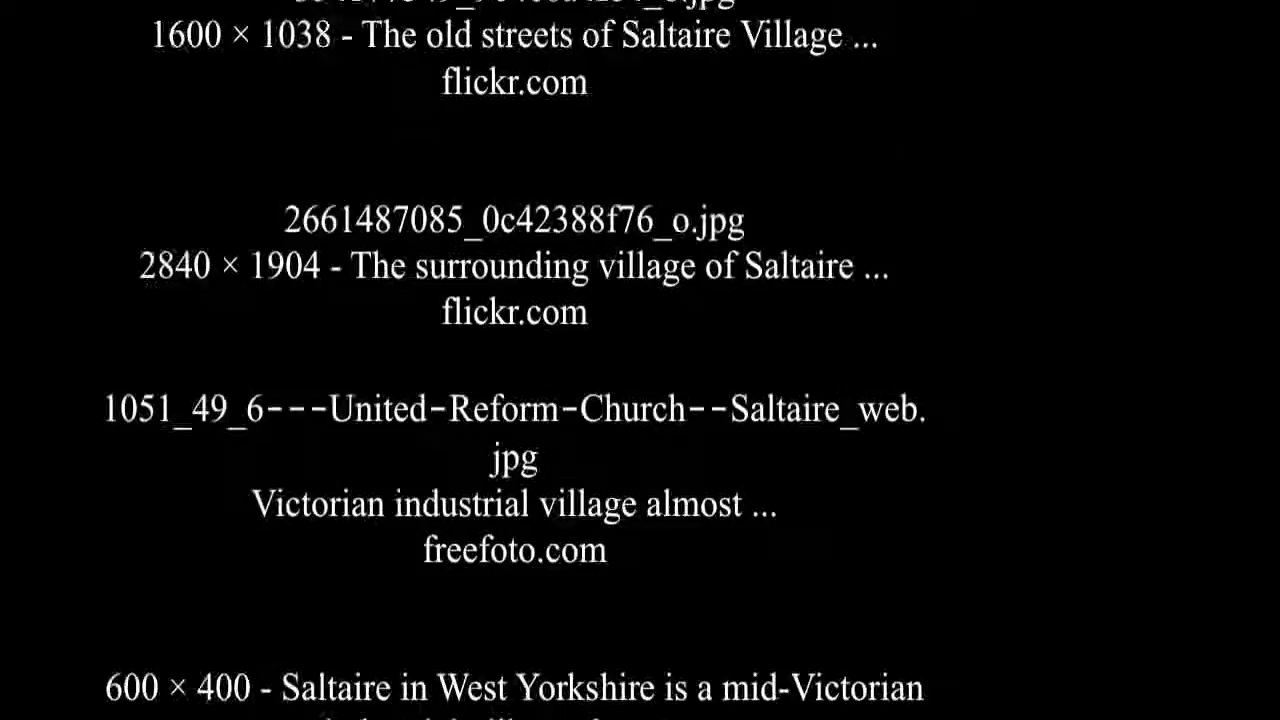 1600 × 1038 - The old streets of Saltaire Village ...
flickr.com
2661487085_0c42388f76_o.jpg
2840 × 1904 - The surrounding village of Saltaire ...
flickr.com
1051_49_6---United-Reform-Church--Saltaire_web.
jpg
Victorian industrial village almost ...
freefoto.com
600 × 400 - Saltaire in West Yorkshire is a mid-Victorian